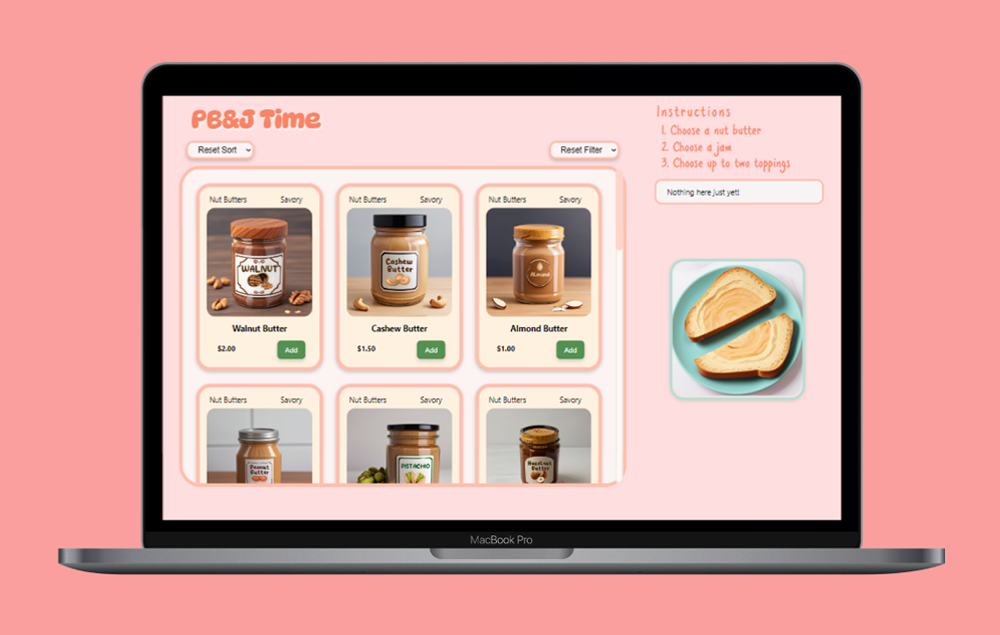 PB&J Time
Reset Sort
Reset Filter
Nut Butters Savory
WALNUT
Walnut Butter
$2.00 Add
Nut Butters Savory
Cashew
Butter
Cashew Butter
$1.50 Add
Nut Butters Savory
Almond
Almond Butter
$1.00 Add
Nut Butters Savory
Peanut
Butter
Nut Butters Savory
PISTACHIO
Nut Butters Savory
Hazelnut
Butter
Instructions
1. Choose a nut butter
2. Choose a jam
3. Choose up to two toppings
Nothing here just yet!
MacBook Pro